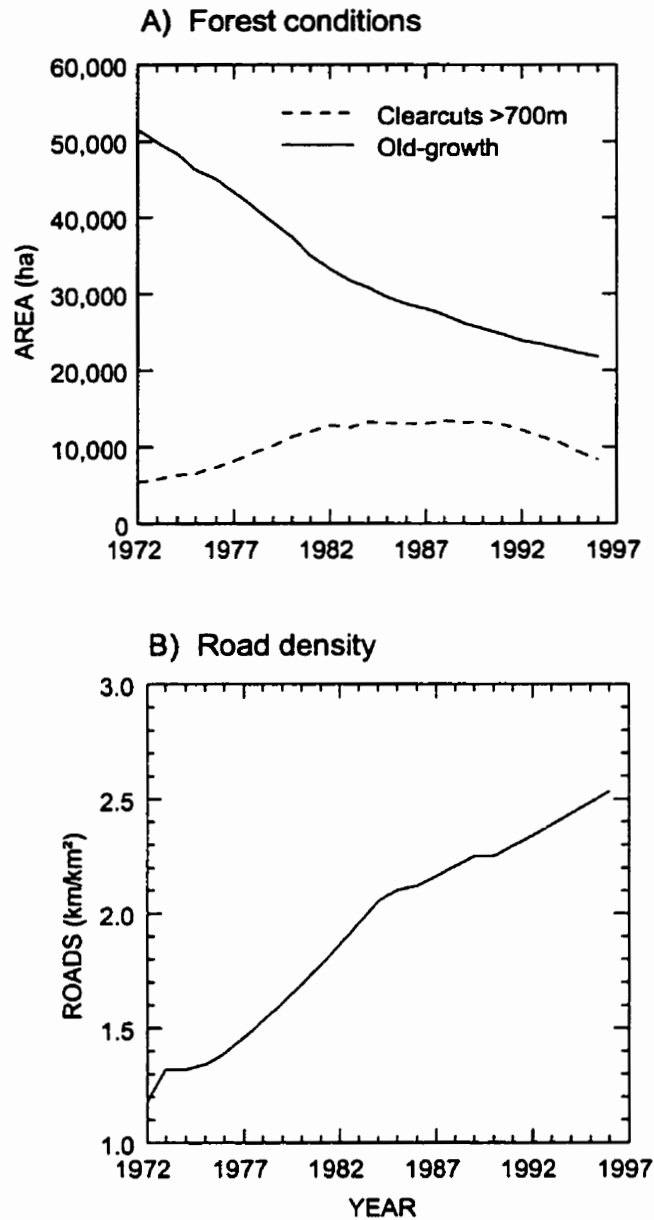 A) Forest conditions
60,000
50,000
40,000
30,000
20,000
10,000
0
AREA (ha)
Clearcuts >700m
Old-growth
1972 1977 1982 1987 1992 1997
B) Road density
3.0
2.5
2.0
1.5
1.0
ROADS (km/km²)
1972 1977 1982 1987 1992 1997
YEAR